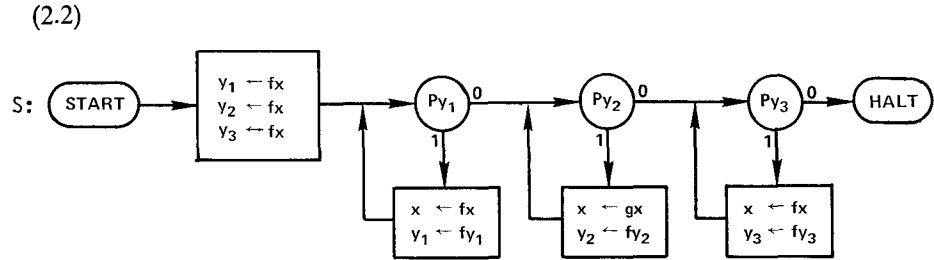 (2.2)
S:
START
y₁ ← fx
y₂ ← fx
y₃ ← fx
Py₁
0
1
x ← fx
y₁ ← fy₁
Py₂
0
1
x ← gx
y₂ ← fy₂
Py₃
0
1
x ← fx
y₃ ← fy₃
HALT